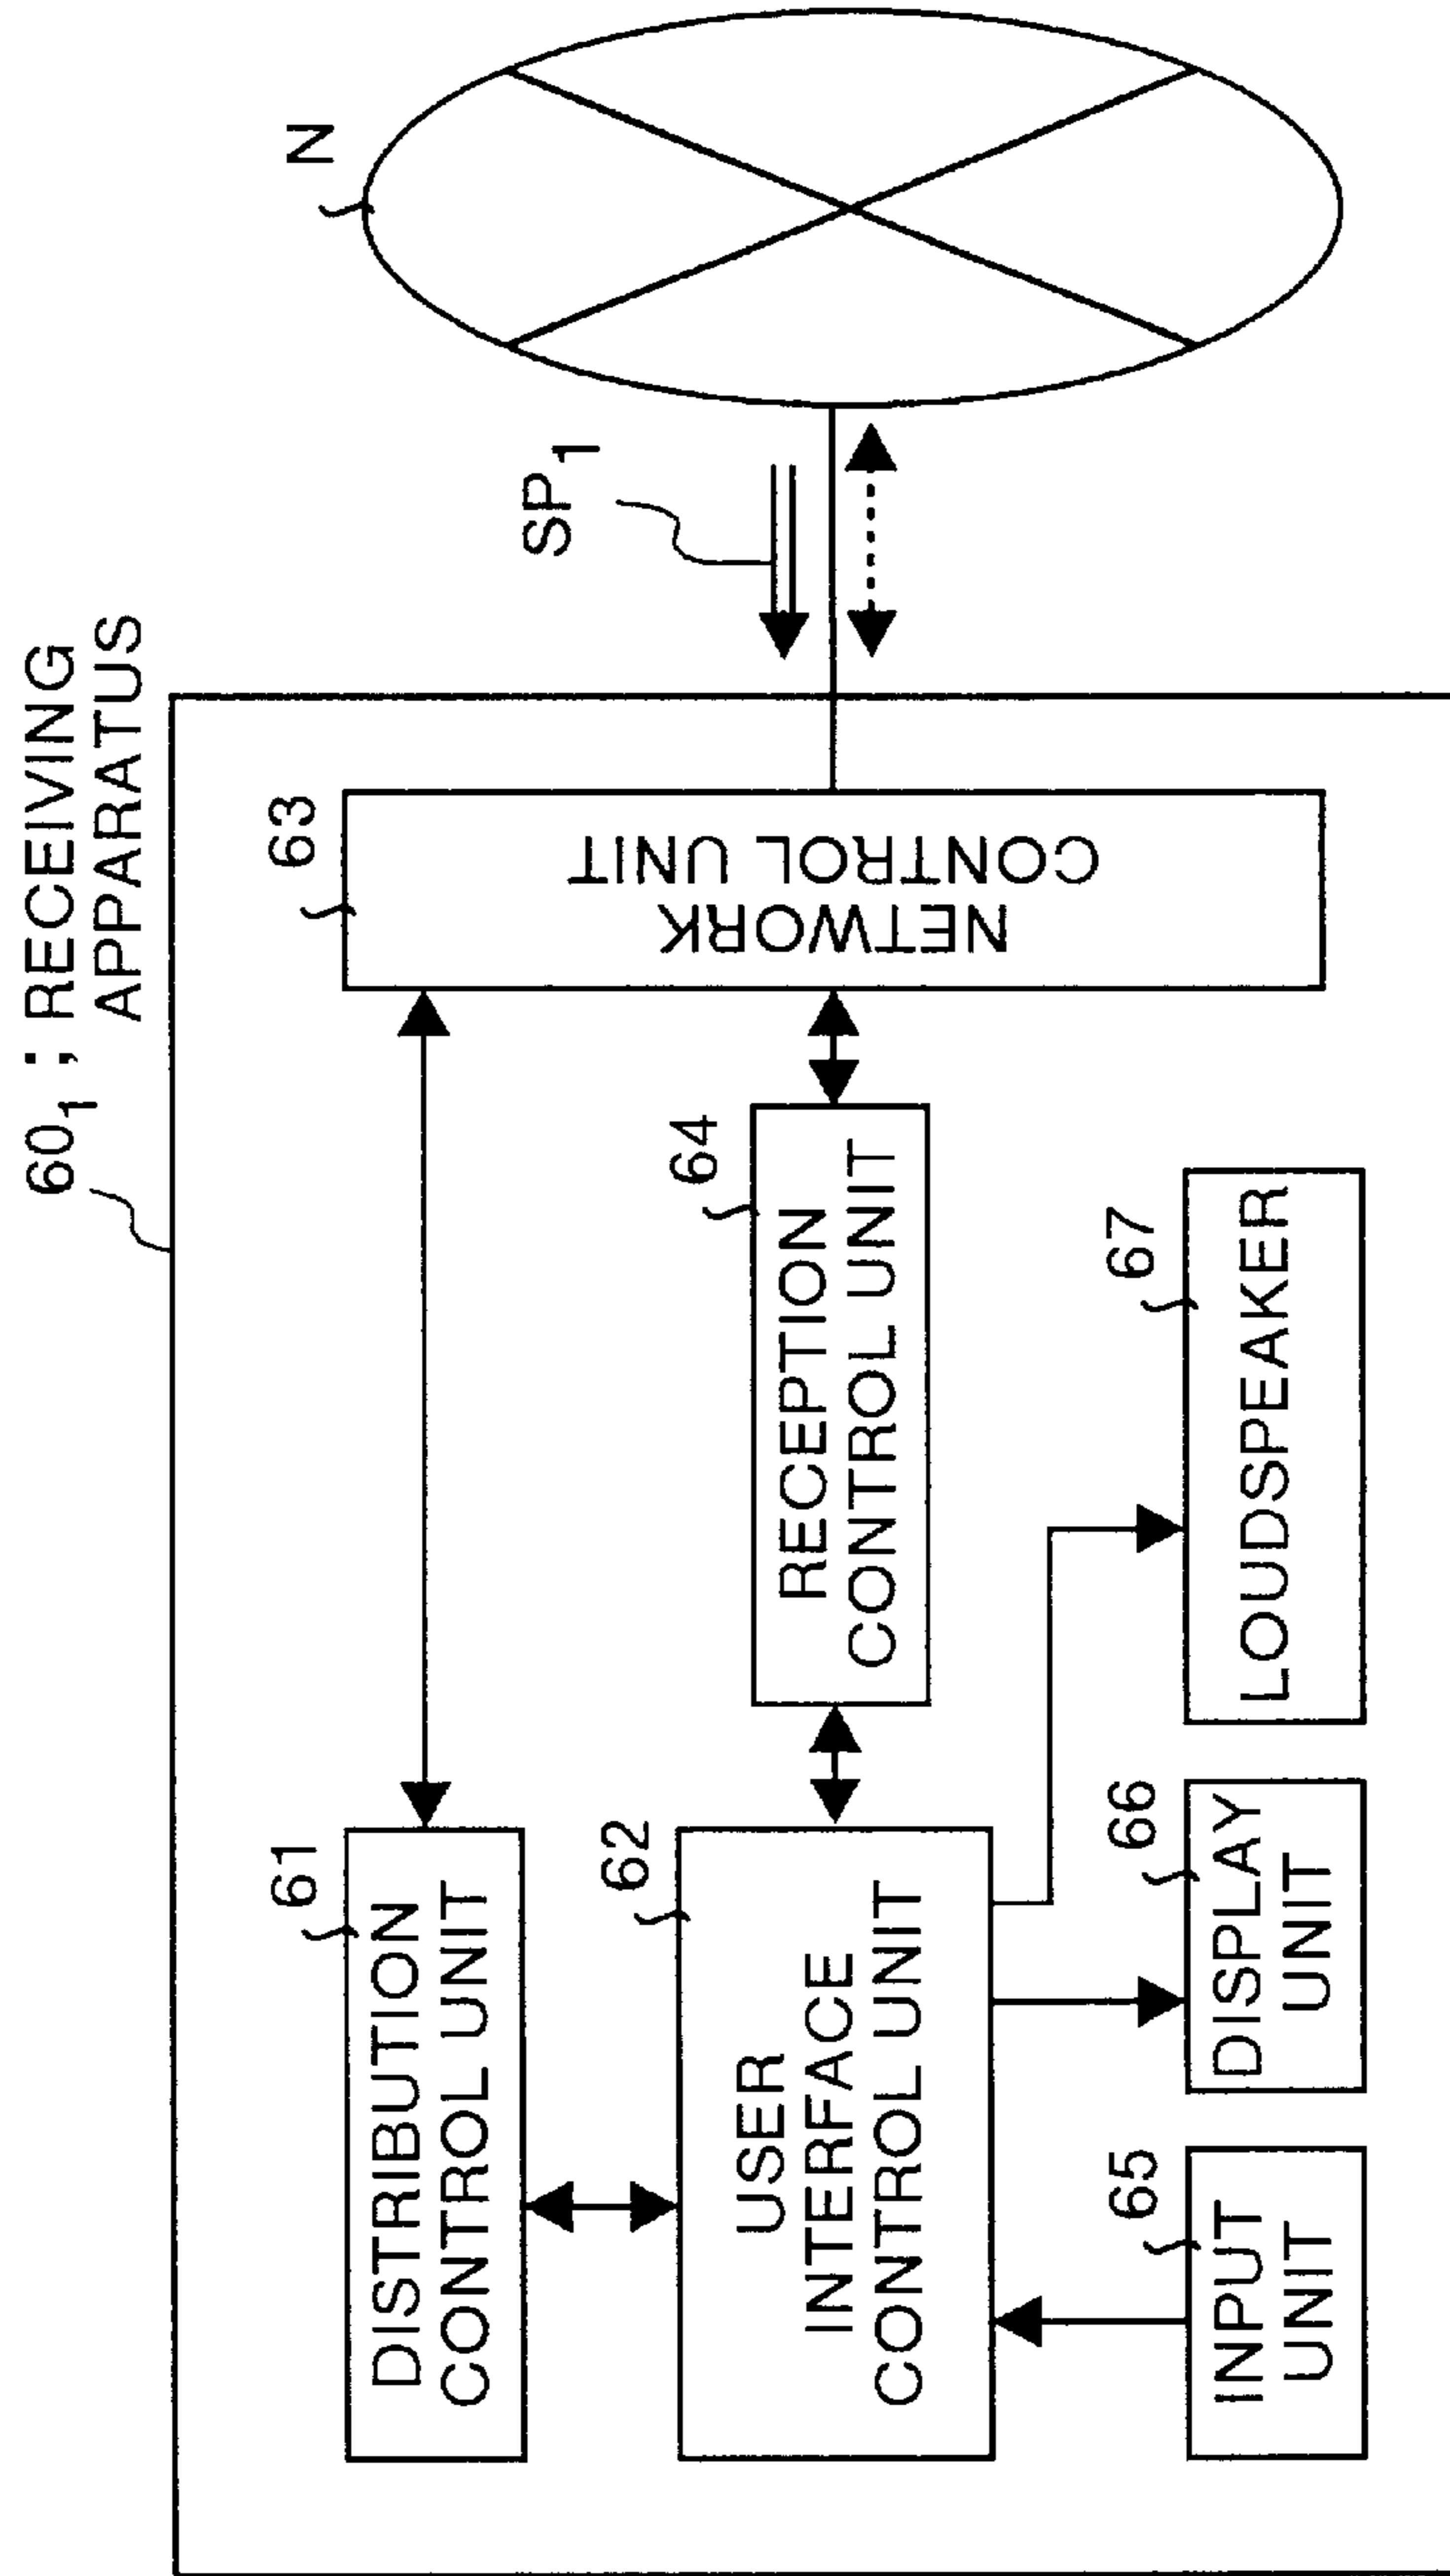 60₁ ; RECEIVING
APPARATUS
N
SP₁
61
DISTRIBUTION
CONTROL UNIT
63
NETWORK
CONTROL UNIT
62
USER
INTERFACE
CONTROL UNIT
64
RECEPTION
CONTROL UNIT
65
INPUT
UNIT
66
DISPLAY
UNIT
67
LOUDSPEAKER